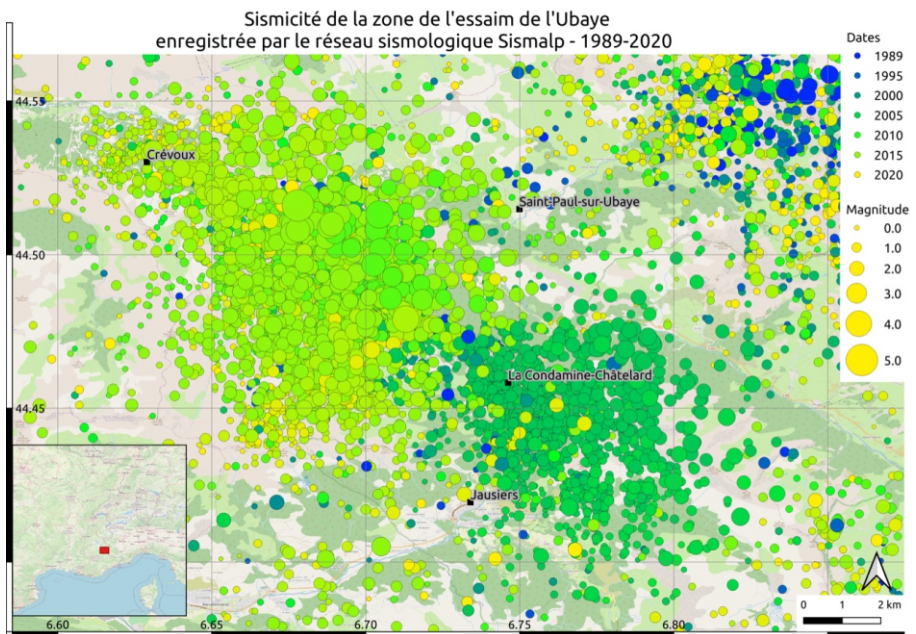 Sismicité de la zone de l'essaim de l'Ubaye
enregistrée par le réseau sismologique Sismalp - 1989-2020
Dates
1989
1995
2000
2005
2010
2015
2020
Magnitude
0.0
1.0
2.0
3.0
4.0
5.0
44.55
44.50
44.45
Crévoux
Saint-Paul-sur-Ubaye
La Condamine-Châtelard
Jausiers
0 1 2 km
6.60 6.65 6.70 6.75 6.80